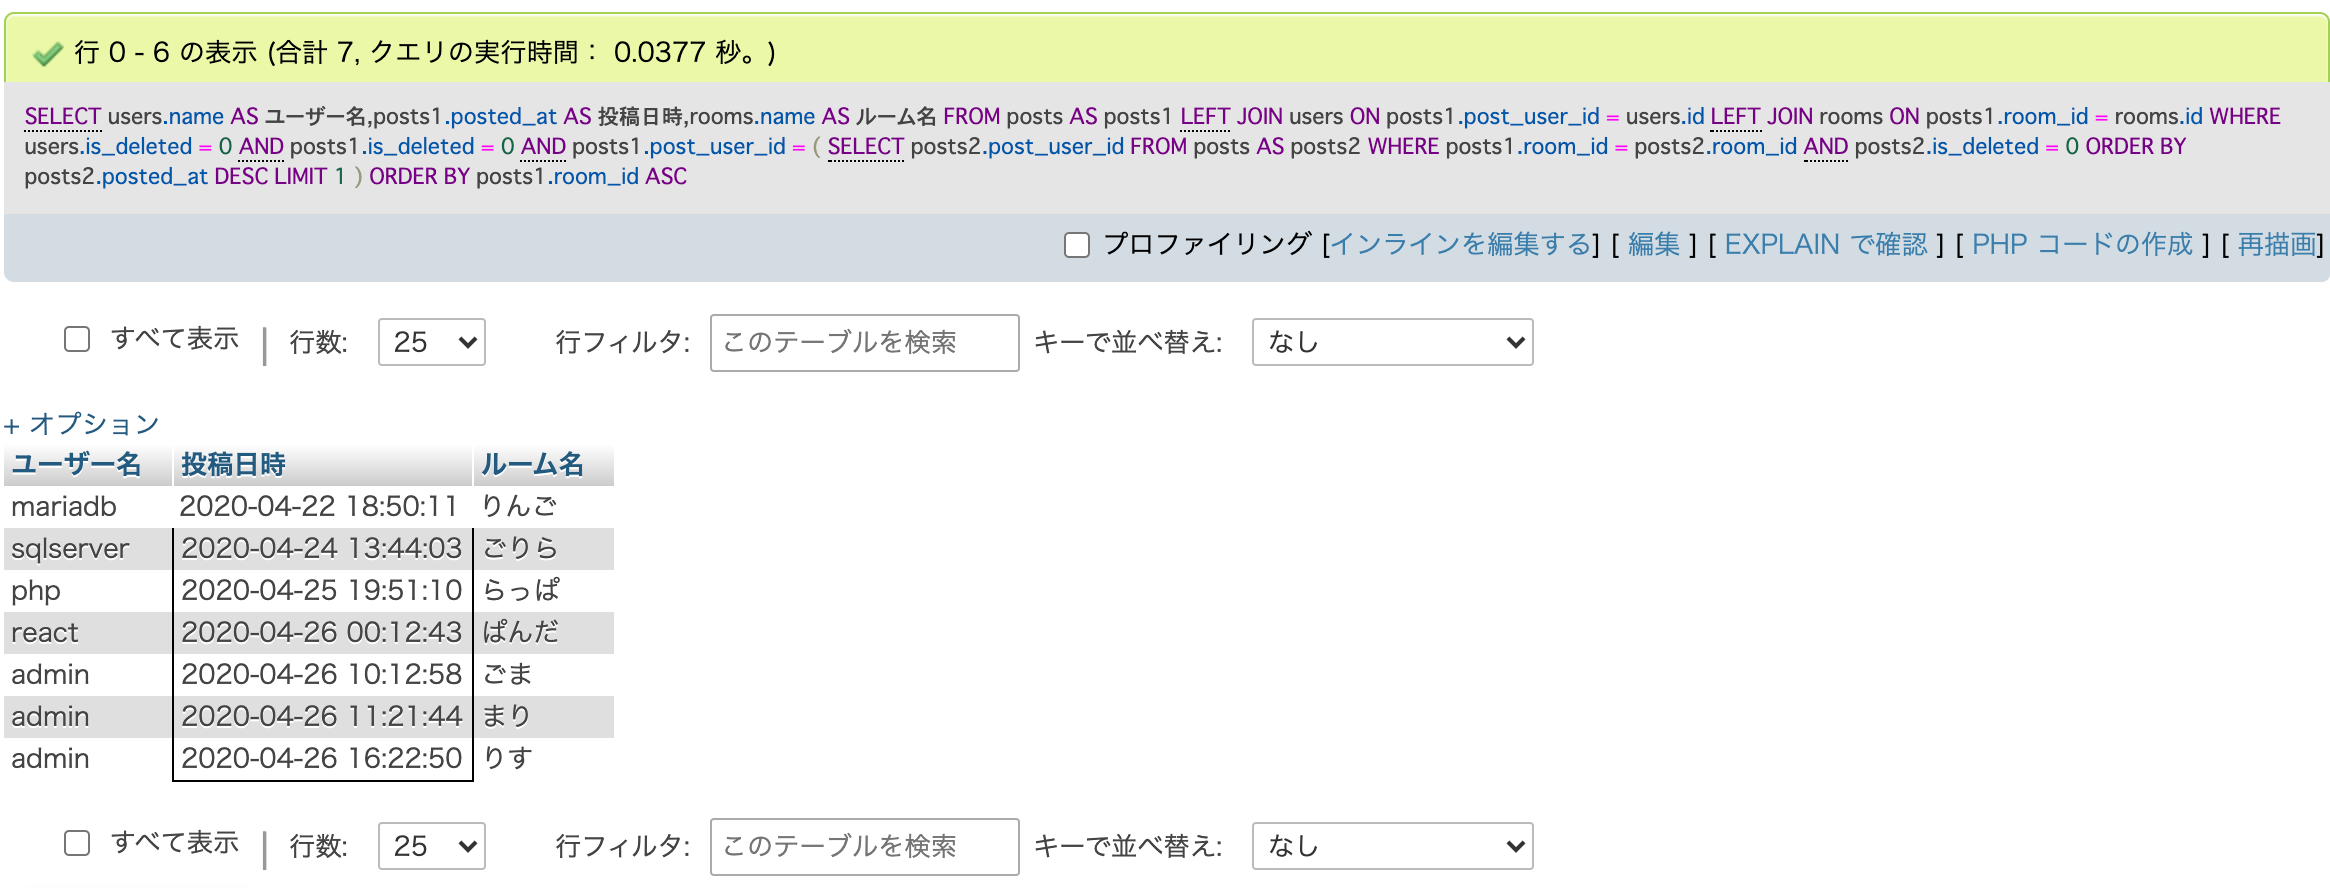 行 0 - 6 の表示 (合計 7, クエリの実行時間： 0.0377 秒。)
SELECT users.name AS ユーザー名,posts1.posted_at AS 投稿日時,rooms.name AS ルーム名 FROM posts AS posts1 LEFT JOIN users ON posts1.post_user_id = users.id LEFT JOIN rooms ON posts1.room_id = rooms.id WHERE
users.is_deleted = 0 AND posts1.is_deleted = 0 AND posts1.post_user_id = ( SELECT posts2.post_user_id FROM posts AS posts2 WHERE posts1.room_id = posts2.room_id AND posts2.is_deleted = 0 ORDER BY
posts2.posted_at DESC LIMIT 1 ) ORDER BY posts1.room_id ASC
プロファイリング [インラインを編集する] [ 編集 ] [ EXPLAIN で確認 ] [ PHP コードの作成 ] [ 再描画]
すべて表示 | 行数: 25 行フィルタ: このテーブルを検索 キーで並べ替え: なし
+ オプション
ユーザー名 投稿日時 ルーム名
mariadb 2020-04-22 18:50:11 りんご
sqlserver 2020-04-24 13:44:03 ごりら
php 2020-04-25 19:51:10 らっぱ
react 2020-04-26 00:12:43 ぱんだ
admin 2020-04-26 10:12:58 ごま
admin 2020-04-26 11:21:44 まり
admin 2020-04-26 16:22:50 りす
すべて表示 | 行数: 25 行フィルタ: このテーブルを検索 キーで並べ替え: なし